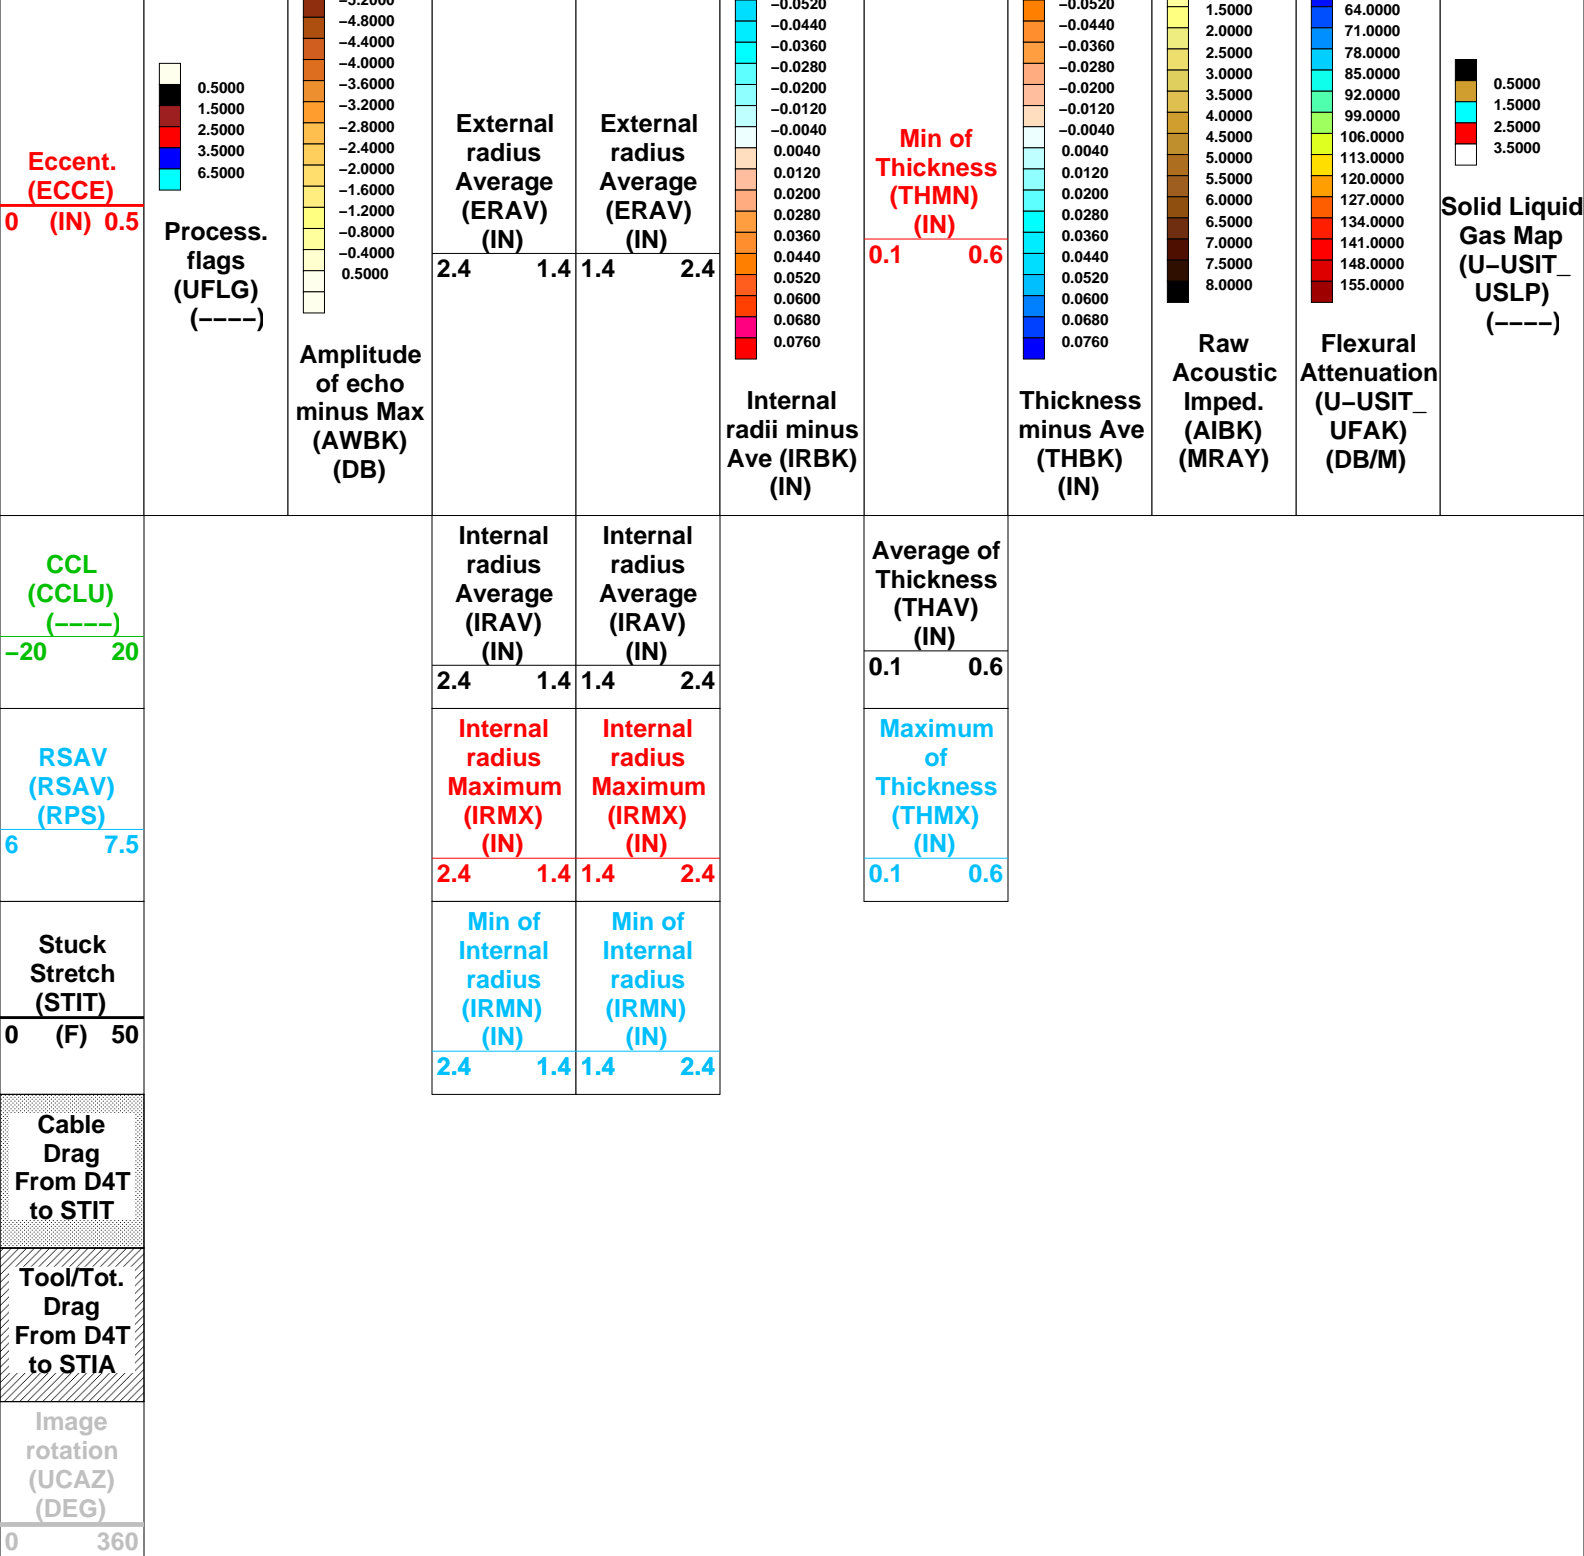 Eccent.
(ECCE)
0 (IN) 0.5
0.5000
1.5000
2.5000
3.5000
6.5000
Process.
flags
(UFLG)
(−−−−)
−4.8000
−4.4000
−4.0000
−3.6000
−3.2000
−2.8000
−2.4000
−2.0000
−1.6000
−1.2000
−0.8000
−0.4000
0.5000
Amplitude
of echo
minus Max
(AWBK)
(DB)
External
radius
Average
(ERAV)
(IN)
2.4 1.4
External
radius
Average
(ERAV)
(IN)
1.4 2.4
−0.0520
−0.0440
−0.0360
−0.0280
−0.0200
−0.0120
−0.0040
0.0040
0.0120
0.0200
0.0280
0.0360
0.0440
0.0520
0.0600
0.0680
0.0760
Internal
radii minus
Ave (IRBK)
(IN)
Min of
Thickness
(THMN)
(IN)
0.1 0.6
−0.0520
−0.0440
−0.0360
−0.0280
−0.0200
−0.0120
−0.0040
0.0040
0.0120
0.0200
0.0280
0.0360
0.0440
0.0520
0.0600
0.0680
0.0760
Thickness
minus Ave
(THBK)
(IN)
1.5000
2.0000
2.5000
3.0000
3.5000
4.0000
4.5000
5.0000
5.5000
6.0000
6.5000
7.0000
7.5000
8.0000
Raw
Acoustic
Imped.
(AIBK)
(MRAY)
64.0000
71.0000
78.0000
85.0000
92.0000
99.0000
106.0000
113.0000
120.0000
127.0000
134.0000
141.0000
148.0000
155.0000
Flexural
Attenuation
(U−USIT_
UFAK)
(DB/M)
0.5000
1.5000
2.5000
3.5000
Solid Liquid
Gas Map
(U−USIT_
USLP)
(−−−−)
CCL
(CCLU)
(−−−−)
−20 20
Internal
radius
Average
(IRAV)
(IN)
2.4 1.4
Internal
radius
Average
(IRAV)
(IN)
1.4 2.4
Average of
Thickness
(THAV)
(IN)
0.1 0.6
RSAV
(RSAV)
(RPS)
6 7.5
Internal
radius
Maximum
(IRMX)
(IN)
2.4 1.4
Internal
radius
Maximum
(IRMX)
(IN)
1.4 2.4
Maximum
of
Thickness
(THMX)
(IN)
0.1 0.6
Stuck
Stretch
(STIT)
0 (F) 50
Min of
Internal
radius
(IRMN)
(IN)
2.4 1.4
Min of
Internal
radius
(IRMN)
(IN)
1.4 2.4
Cable
Drag
From D4T
to STIT
Tool/Tot.
Drag
From D4T
to STIA
Image
rotation
(UCAZ)
(DEG)
0 360